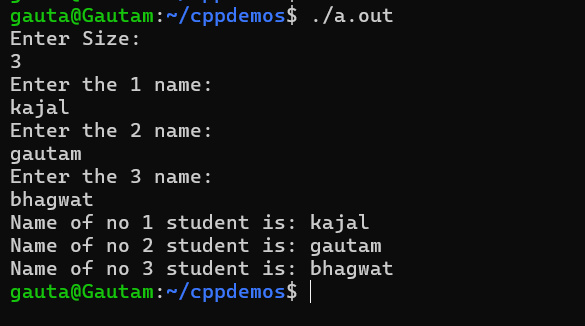 gauta@Gautam:~/cppdemos$ ./a.out
Enter Size:
3
Enter the 1 name:
kajal
Enter the 2 name:
gautam
Enter the 3 name:
bhagwat
Name of no 1 student is: kajal
Name of no 2 student is: gautam
Name of no 3 student is: bhagwat
gauta@Gautam:~/cppdemos$